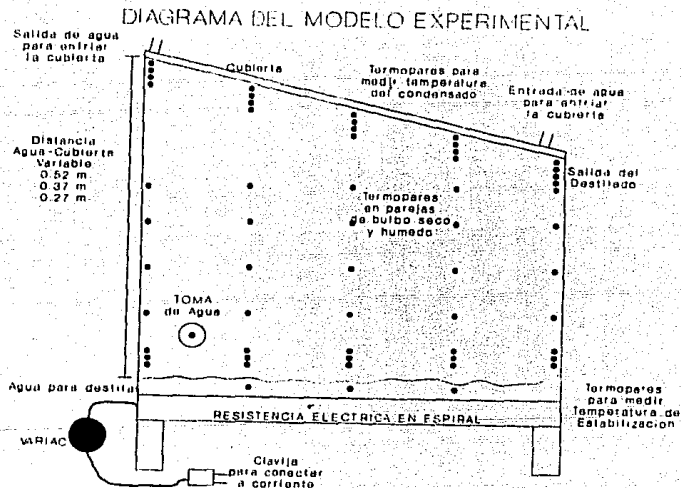 DIAGRAMA DEL MODELO EXPERIMENTAL
Salida de agua
para enfriar
la cubierta
Cubierta
Termopares para
medir temperatura
del condensado
Entrada de agua
para enfriar
la cubierta
Distancia
Agua-Cubierta
Variable
0.52 m
0.37 m
0.27 m
Salida del
Destilado
Termopares
en parejas
de bulbo seco
y humedo
TOMA
de Agua
Agua para destilar
RESISTENCIA ELECTRICA EN ESPIRAL
Termopares
para medir
Temperatura de
Estabilizacion
VARIAC
Clavija
para conectar
a corriente